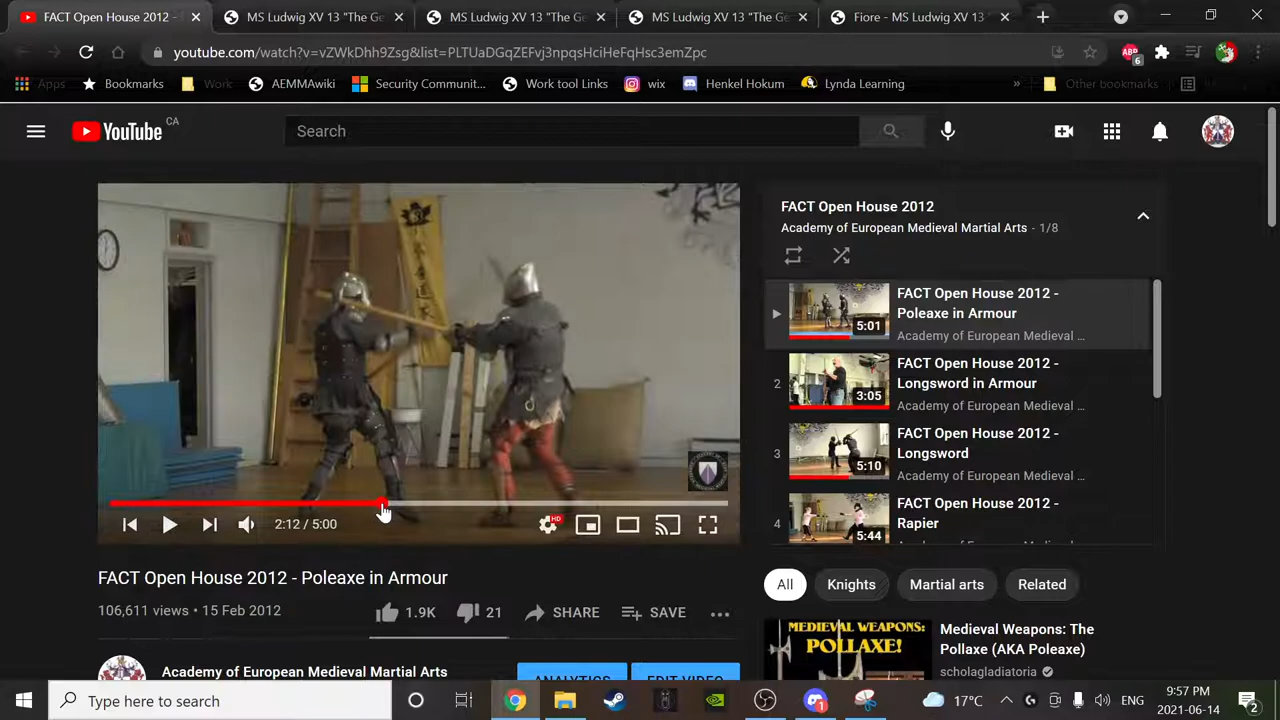 FACT Open House 2012 -
MS Ludwig XV 13 "The Ge
MS Ludwig XV 13 "The Ge
MS Ludwig XV 13 "The Ge
Fiore - MS Ludwig XV 13 "
youtube.com/watch?v=vZWkDhh9Zsg&list=PLTUaDGqZEFvj3npqsHciHeFqHsc3emZpc
6
Apps
Bookmarks
Work
AEMMAwiki
Security Communit...
Work tool Links
wix
Henkel Hokum
Lynda Learning
»
Other bookmarks
YouTube CA
Search
FACT Open House 2012
Academy of European Medieval Martial Arts - 1/8
FACT Open House 2012 -
Poleaxe in Armour
5:01
Academy of European Medieval ...
2
FACT Open House 2012 -
Longsword in Armour
3:05
Academy of European Medieval ...
3
FACT Open House 2012 -
Longsword
5:10
Academy of European Medieval ...
4
FACT Open House 2012 -
Rapier
5:44
2:12 / 5:00
HD
FACT Open House 2012 - Poleaxe in Armour
106,611 views • 15 Feb 2012
1.9K
21
SHARE
SAVE
All
Knights
Martial arts
Related
MEDIEVAL WEAPONS:
POLLAXE!
Medieval Weapons: The
Pollaxe (AKA Poleaxe)
scholagladiatoria
Academy of European Medieval Martial Arts
ANALYTICS
EDIT VIDEO
Type here to search
1
17°C
ENG
9:57 PM
2021-06-14
2